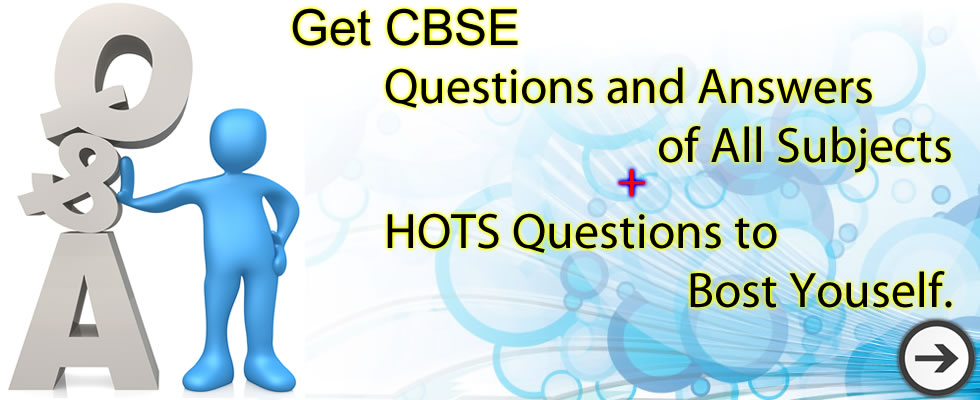 Q&A
Get CBSE
Questions and Answers
of All Subjects
+
HOTS Questions to
Bost Youself.